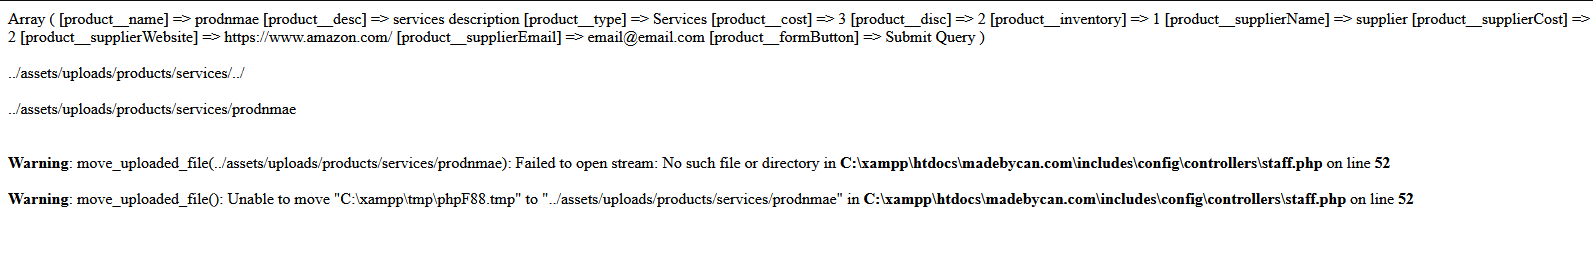 Array ( [product__name] => prodnmae [product__desc] => services description [product__type] => Services [product__cost] => 3 [product__disc] => 2 [product__inventory] => 1 [product__supplierName] => supplier [product__supplierCost] =>
2 [product__supplierWebsite] => https://www.amazon.com/ [product__supplierEmail] => email@email.com [product__formButton] => Submit Query )
../assets/uploads/products/services/../
../assets/uploads/products/services/prodnmae
Warning: move_uploaded_file(../assets/uploads/products/services/prodnmae): Failed to open stream: No such file or directory in C:\xampp\htdocs\madebycan.com\includes\config\controllers\staff.php on line 52
Warning: move_uploaded_file(): Unable to move "C:\xampp\tmp\phpF88.tmp" to "../assets/uploads/products/services/prodnmae" in C:\xampp\htdocs\madebycan.com\includes\config\controllers\staff.php on line 52